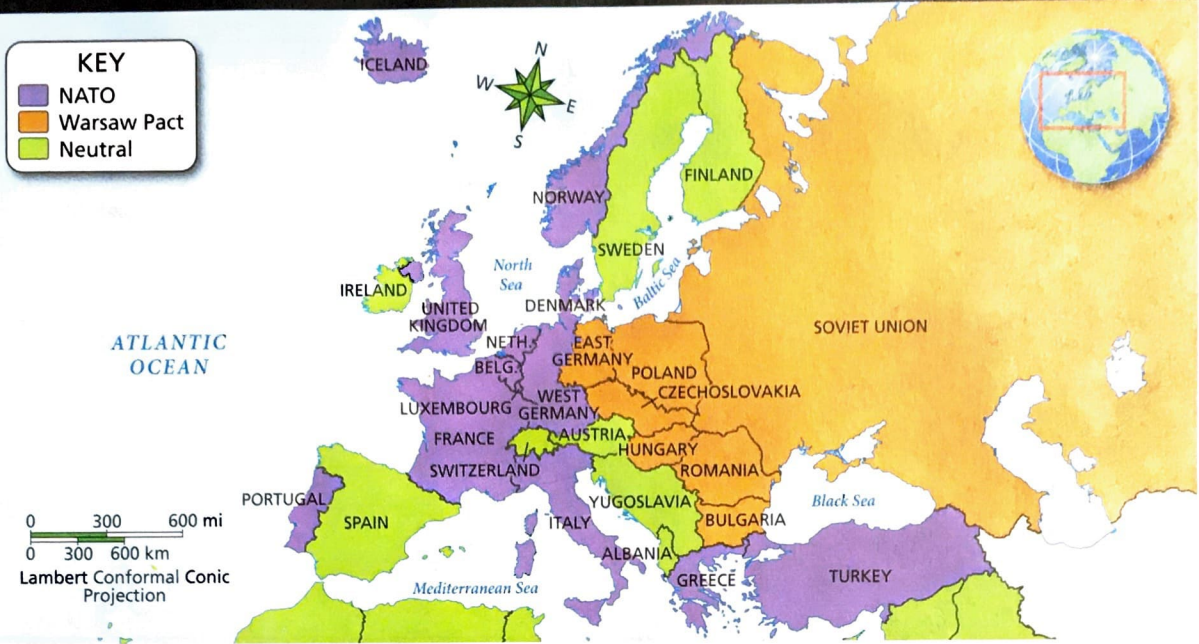 KEY
NATO
Warsaw Pact
Neutral
ICELAND
N
W
E
S
NORWAY
FINLAND
SWEDEN
North
Sea
Baltic Sea
IRELAND
UNITED
KINGDOM
DENMARK
ATLANTIC
OCEAN
NETH.
BELG.
EAST
GERMANY
POLAND
SOVIET UNION
CZECHOSLOVAKIA
LUXEMBOURG
WEST
GERMANY
FRANCE
AUSTRIA
HUNGARY
SWITZERLAND
ROMANIA
PORTUGAL
SPAIN
ITALY
YUGOSLAVIA
Black Sea
BULGARIA
ALBANIA
GREECE
TURKEY
Mediterranean Sea
0 300 600 mi
0 300 600 km
Lambert Conformal Conic
Projection